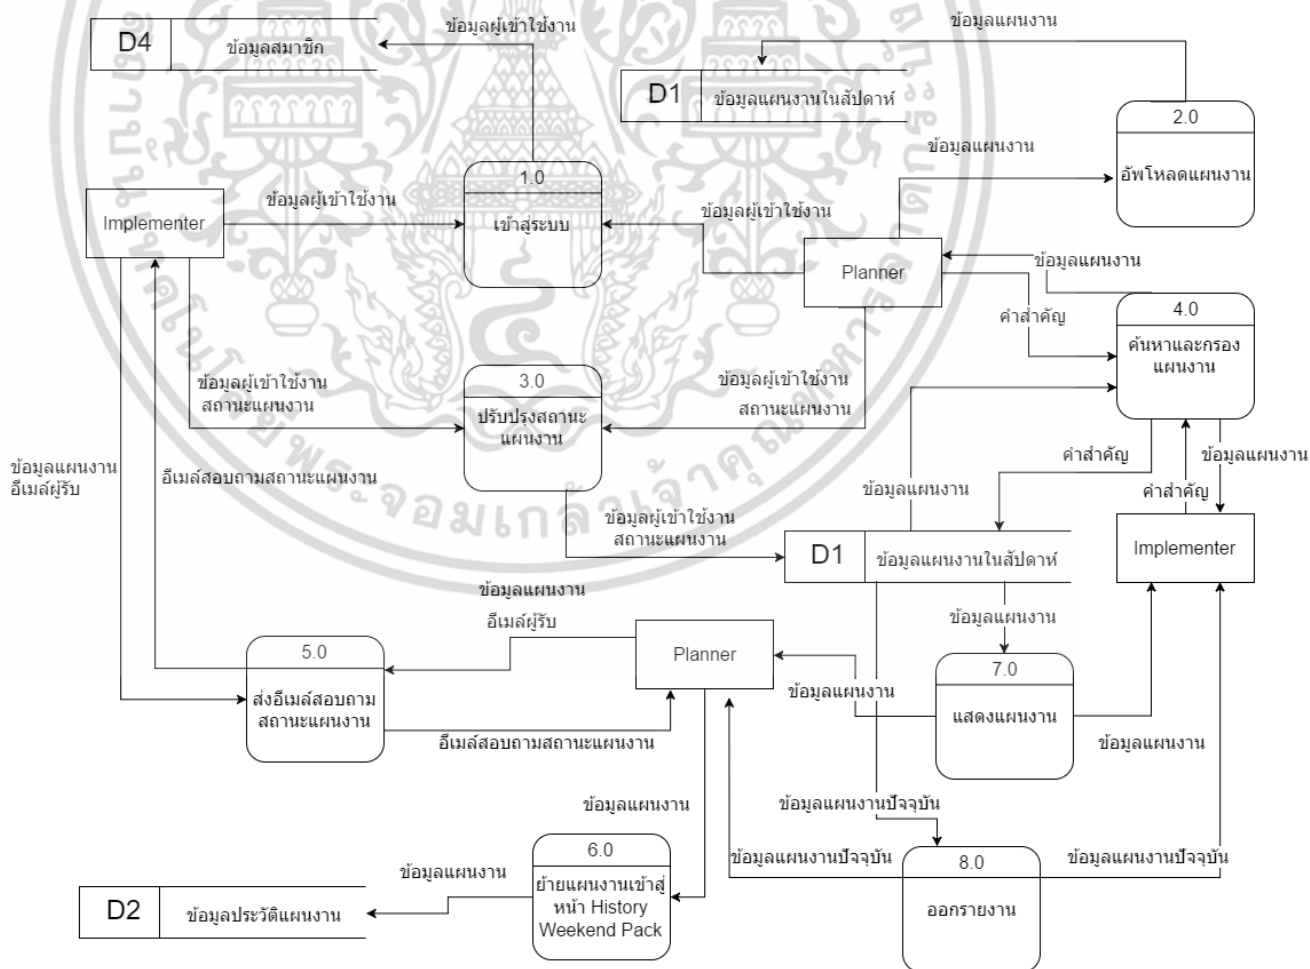 ข้อมูลแผนงาน
ข้อมูลผู้เข้าใช้งาน
D4
ข้อมูลสมาชิก
D1
ข้อมูลแผนงานในสัปดาห์
2.0
อัพโหลดแผนงาน
ข้อมูลแผนงาน
1.0
เข้าสู่ระบบ
ข้อมูลผู้เข้าใช้งาน
Implementer
ข้อมูลผู้เข้าใช้งาน
Planner
ข้อมูลแผนงาน
คำสำคัญ
4.0
ค้นหาและกรอง
แผนงาน
ข้อมูลผู้เข้าใช้งาน
สถานะแผนงาน
3.0
ปรับปรุงสถานะ
แผนงาน
ข้อมูลผู้เข้าใช้งาน
สถานะแผนงาน
ข้อมูลแผนงาน
อีเมล์ผู้รับ
อีเมล์สอบถามสถานะแผนงาน
คำสำคัญ
ข้อมูลแผนงาน
ข้อมูลแผนงาน
คำสำคัญ
พระจอมเกล้าเจ้าคุณทหาร
ข้อมูลผู้เข้าใช้งาน
สถานะแผนงาน
D1
ข้อมูลแผนงานในสัปดาห์
Implementer
ข้อมูลแผนงาน
อีเมล์ผู้รับ
ข้อมูลแผนงาน
5.0
ส่งอีเมล์สอบถาม
สถานะแผนงาน
Planner
7.0
แสดงแผนงาน
ข้อมูลแผนงาน
อีเมล์สอบถามสถานะแผนงาน
ข้อมูลแผนงาน
ข้อมูลแผนงาน
ข้อมูลแผนงานปัจจุบัน
6.0
ย้ายแผนงานเข้าสู่
หน้า History
Weekend Pack
ข้อมูลแผนงานปัจจุบัน
8.0
ออกรายงาน
ข้อมูลแผนงานปัจจุบัน
ข้อมูลแผนงาน
D2
ข้อมูลประวัติแผนงาน